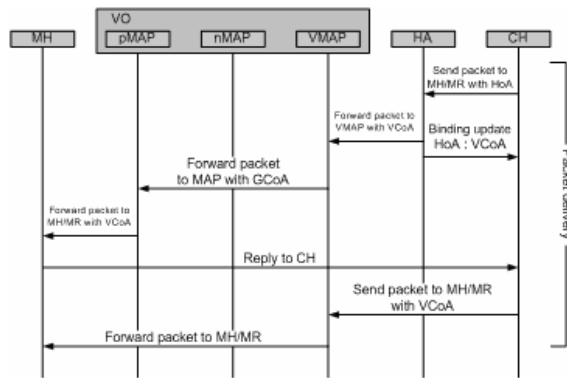 VO
MH
pMAP
nMAP
VMAP
HA
CH
Send packet to
MH/MR with HoA
Forward packet to
VMAP with VCoA
Binding update
HoA : VCoA
Forward packet
to MAP with GCoA
Forward packet to
MH/MR with VCoA
Reply to CH
Send packet to MH/MR
with VCoA
Forward packet to MH/MR
Packet delivery